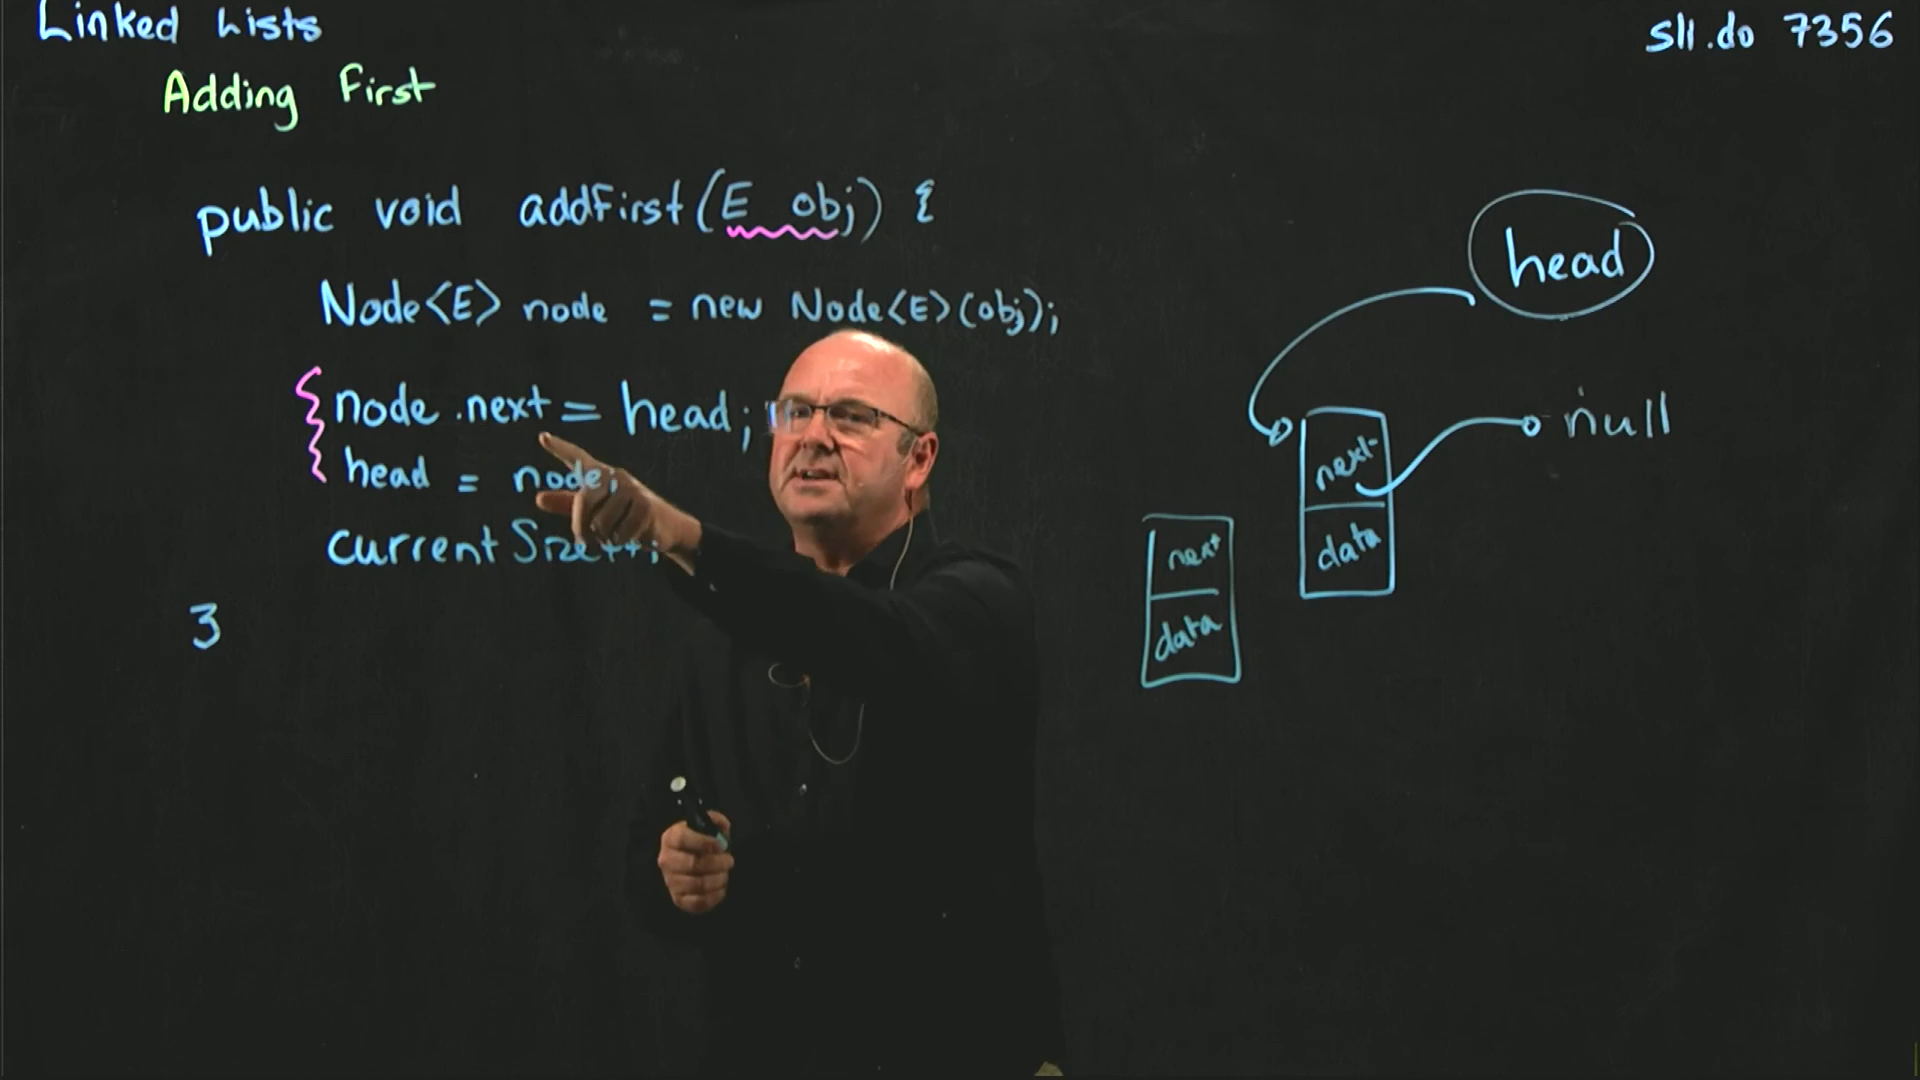 Linked Lists
sli.do 7356
Adding First
public void addFirst(E obj) {
Node<E> node = new Node<E>(obj);
node.next = head;
head = node;
currentSize++;
}
head
null
next
data
next
data